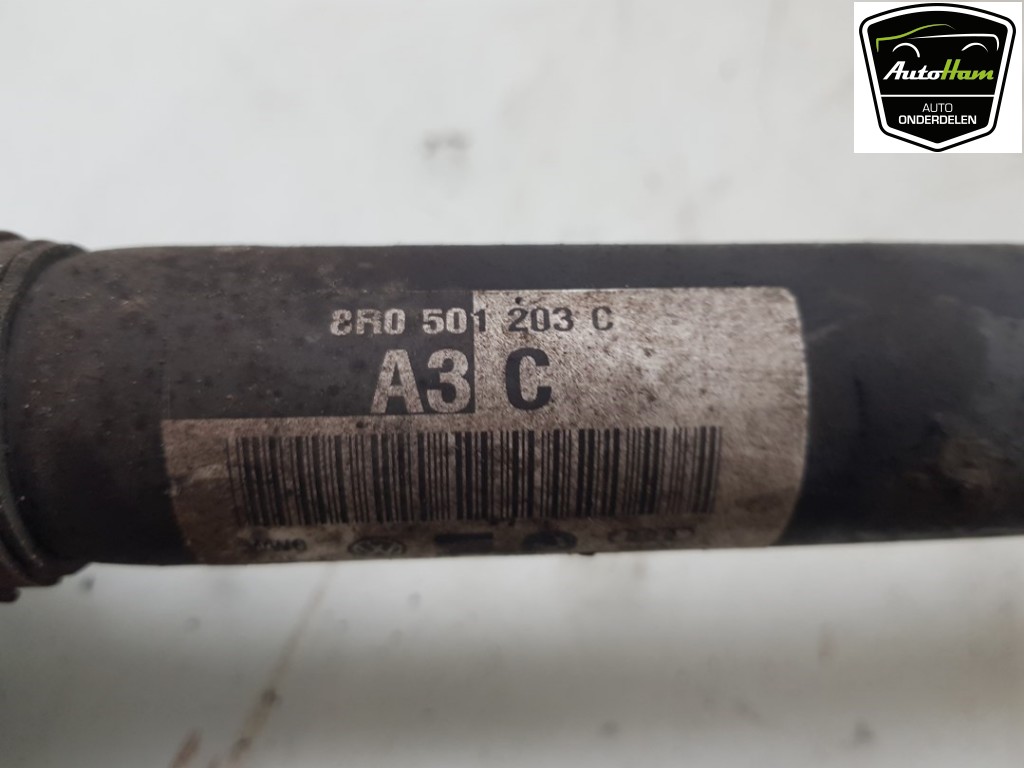 AutoHam
AUTO
ONDERDELEN
8R0 501 203 C
A3 C